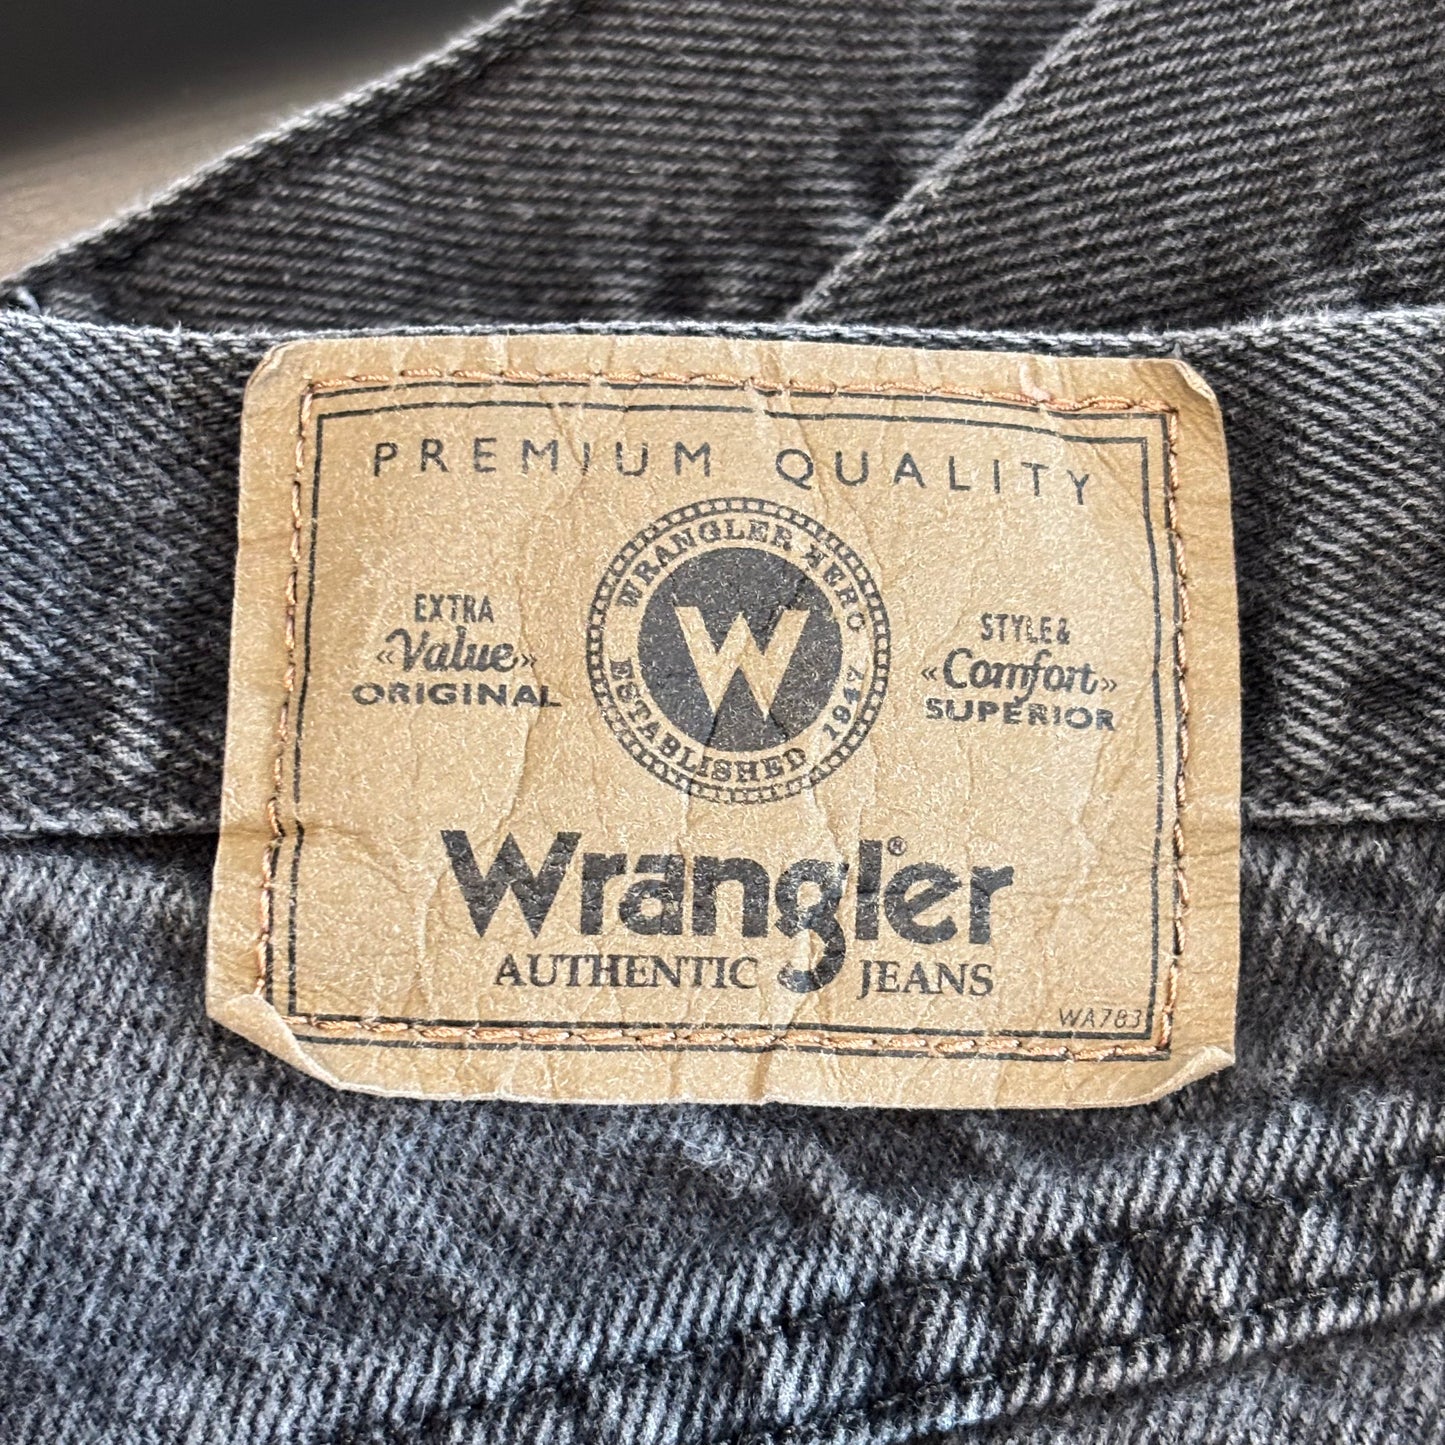 PREMIUM QUALITY
EXTRA
«Value»
ORIGINAL
WRANGLER HERO
W
ESTABLISHED 1947
STYLE&
«Comfort»
SUPERIOR
Wrangler®
AUTHENTIC JEANS
WA783